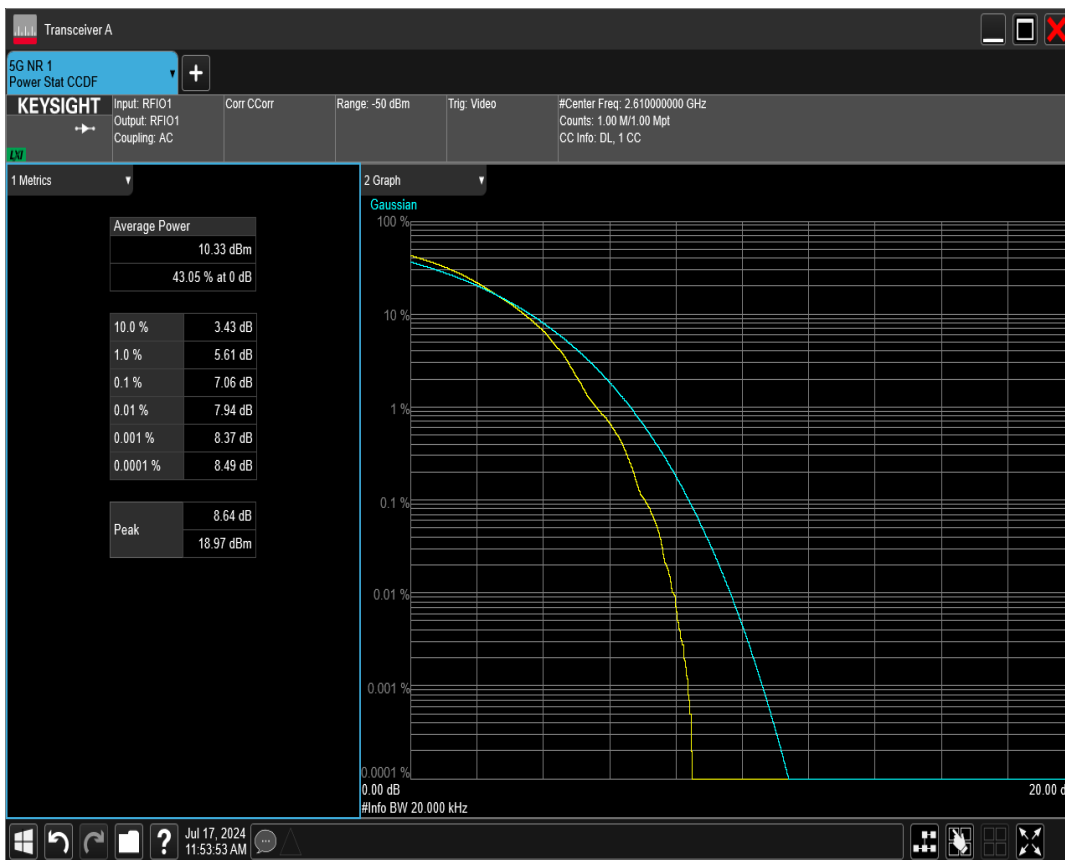 Transceiver A
5G NR 1
Power Stat CCDF
+
KEYSIGHT
LXI
Input: RFIO1
Output: RFIO1
Coupling: AC
Corr CCorr
Range: -50 dBm
Trig: Video
#Center Freq: 2.610000000 GHz
Counts: 1.00 M/1.00 Mpt
CC Info: DL, 1 CC
1 Metrics
Average Power
10.33 dBm
43.05 % at 0 dB
10.0 % 3.43 dB
1.0 % 5.61 dB
0.1 % 7.06 dB
0.01 % 7.94 dB
0.001 % 8.37 dB
0.0001 % 8.49 dB
Peak 8.64 dB
18.97 dBm
2 Graph
Gaussian
100 %
10 %
1 %
0.1 %
0.01 %
0.001 %
0.0001 %
0.00 dB 20.00 d
#Info BW 20.000 kHz
?
Jul 17, 2024
11:53:53 AM